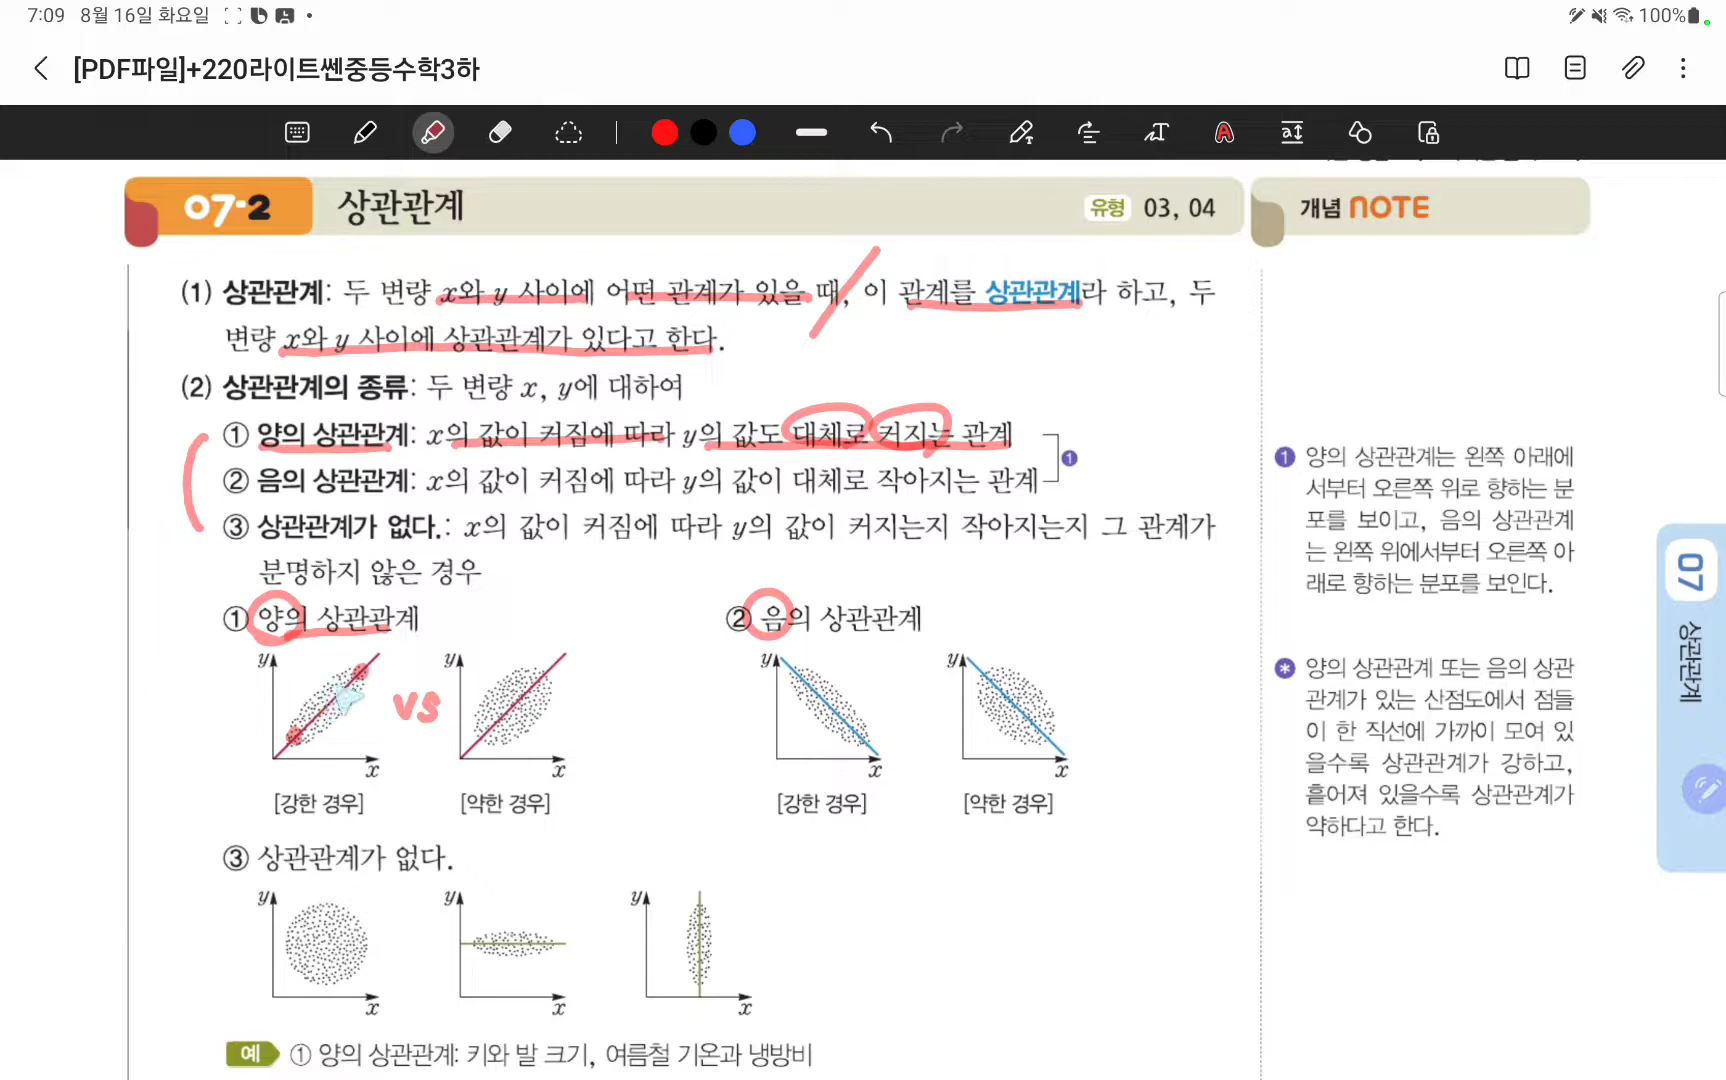 7:09 8월 16일 화요일
100%
[PDF파일]+220라이트쎈중등수학3하
07-2 상관관계 유형 03, 04
개념 NOTE
(1) 상관관계: 두 변량 x와 y 사이에 어떤 관계가 있을 때, 이 관계를 상관관계라 하고, 두
변량 x와 y 사이에 상관관계가 있다고 한다.
(2) 상관관계의 종류: 두 변량 x, y에 대하여
① 양의 상관관계: x의 값이 커짐에 따라 y의 값도 대체로 커지는 관계
② 음의 상관관계: x의 값이 커짐에 따라 y의 값이 대체로 작아지는 관계
❶
③ 상관관계가 없다.: x의 값이 커짐에 따라 y의 값이 커지는지 작아지는지 그 관계가
분명하지 않은 경우
① 양의 상관관계
② 음의 상관관계
y y y y
vs
x x x x
[강한 경우] [약한 경우] [강한 경우] [약한 경우]
③ 상관관계가 없다.
y y y
x x x
예 ① 양의 상관관계: 키와 발 크기, 여름철 기온과 냉방비
❶ 양의 상관관계는 왼쪽 아래에
서부터 오른쪽 위로 향하는 분
포를 보이고, 음의 상관관계
는 왼쪽 위에서부터 오른쪽 아
래로 향하는 분포를 보인다.
* 양의 상관관계 또는 음의 상관
관계가 있는 산점도에서 점들
이 한 직선에 가까이 모여 있
을수록 상관관계가 강하고,
흩어져 있을수록 상관관계가
약하다고 한다.
07 상관관계